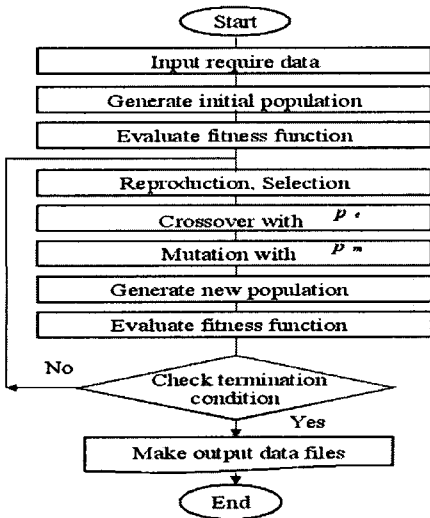 Start
Input require data
Generate initial population
Evaluate fitness function
Reproduction, Selection
Crossover with p c
Mutation with p m
Generate new population
Evaluate fitness function
No
Check termination
condition
Yes
Make output data files
End